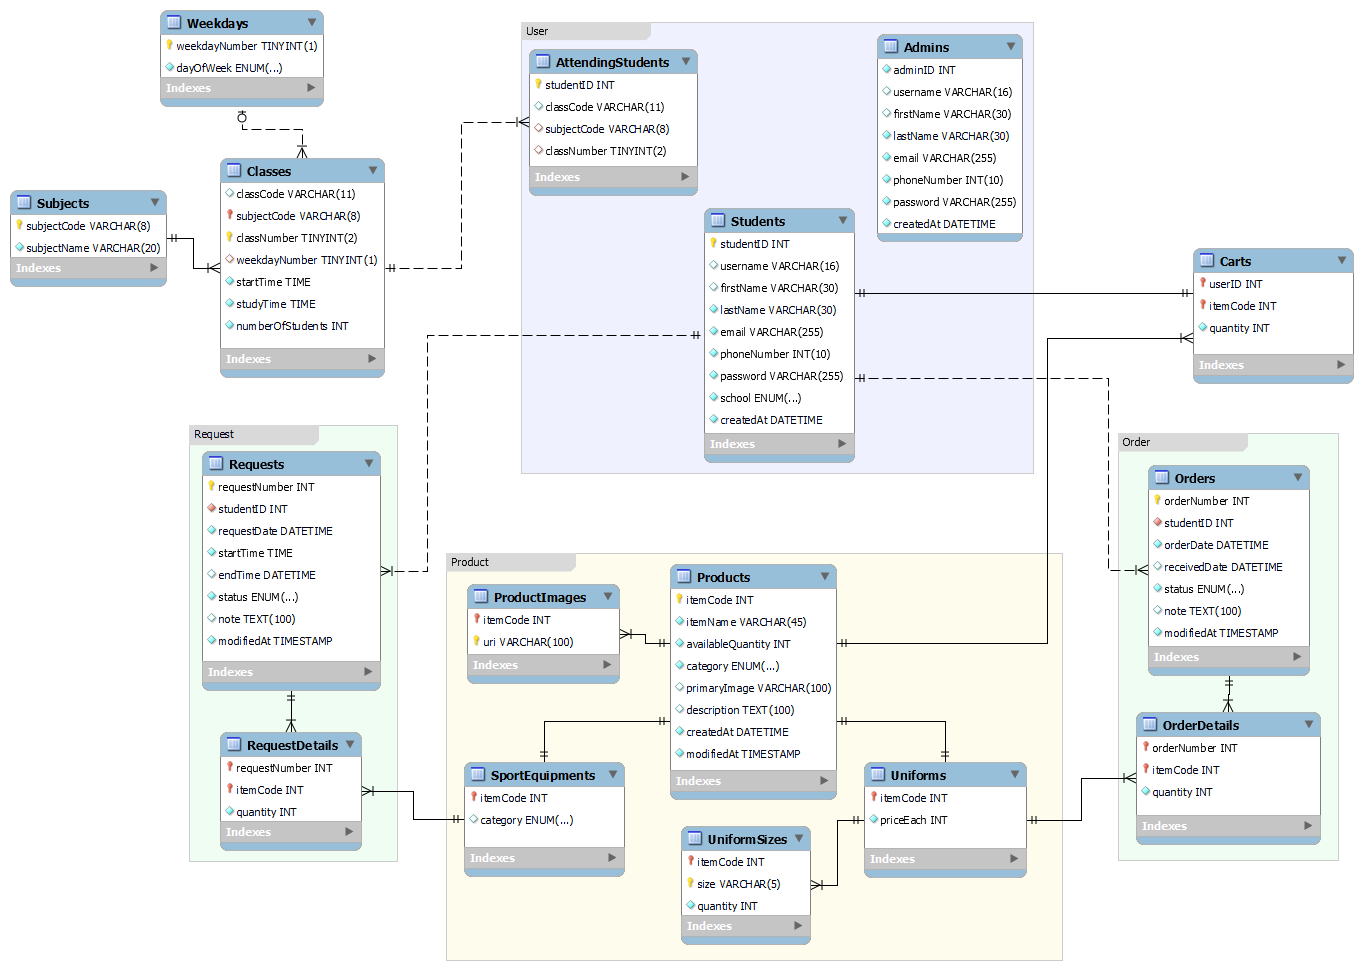 Weekdays
weekdayNumber TINYINT(1)
dayOfWeek ENUM(...)
Indexes
Subjects
subjectCode VARCHAR(8)
subjectName VARCHAR(20)
Indexes
Classes
classCode VARCHAR(11)
subjectCode VARCHAR(8)
classNumber TINYINT(2)
weekdayNumber TINYINT(1)
startTime TIME
studyTime TIME
numberOfStudents INT
Indexes
User
AttendingStudents
studentID INT
classCode VARCHAR(11)
subjectCode VARCHAR(8)
classNumber TINYINT(2)
Indexes
Admins
adminID INT
username VARCHAR(16)
firstName VARCHAR(30)
lastName VARCHAR(30)
email VARCHAR(255)
phoneNumber INT(10)
password VARCHAR(255)
createdAt DATETIME
Students
studentID INT
username VARCHAR(16)
firstName VARCHAR(30)
lastName VARCHAR(30)
email VARCHAR(255)
phoneNumber INT(10)
password VARCHAR(255)
school ENUM(...)
createdAt DATETIME
Indexes
Carts
userID INT
itemCode INT
quantity INT
Indexes
Request
Requests
requestNumber INT
studentID INT
requestDate DATETIME
startTime TIME
endTime DATETIME
status ENUM(...)
note TEXT(100)
modifiedAt TIMESTAMP
Indexes
RequestDetails
requestNumber INT
itemCode INT
quantity INT
Indexes
Product
ProductImages
itemCode INT
uri VARCHAR(100)
Indexes
Products
itemCode INT
itemName VARCHAR(45)
availableQuantity INT
category ENUM(...)
primaryImage VARCHAR(100)
description TEXT(100)
createdAt DATETIME
modifiedAt TIMESTAMP
Indexes
SportEquipments
itemCode INT
category ENUM(...)
Indexes
UniformSizes
itemCode INT
size VARCHAR(5)
quantity INT
Indexes
Uniforms
itemCode INT
priceEach INT
Indexes
Order
Orders
orderNumber INT
studentID INT
orderDate DATETIME
receivedDate DATETIME
status ENUM(...)
note TEXT(100)
modifiedAt TIMESTAMP
Indexes
OrderDetails
orderNumber INT
itemCode INT
quantity INT
Indexes